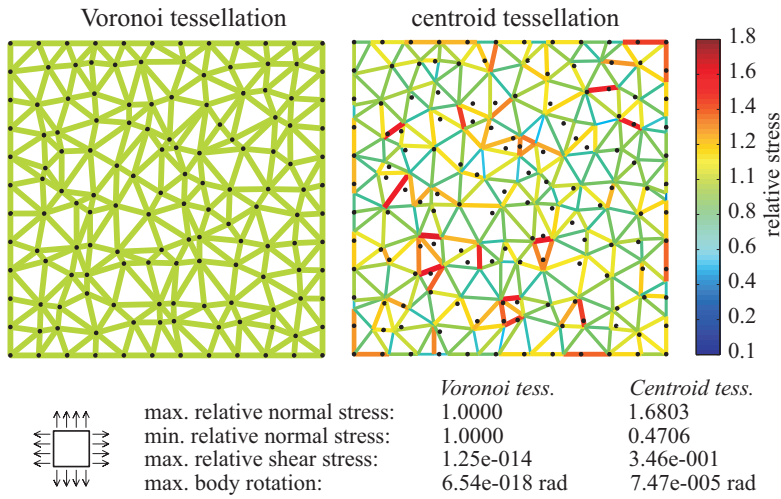 Voronoi tessellation
centroid tessellation
1.8
1.6
1.4
1.2
1.0
0.8
0.6
0.4
0.2
0.1
relative stress
Voronoi tess. Centroid tess.
max. relative normal stress: 1.0000 1.6803
min. relative normal stress: 1.0000 0.4706
max. relative shear stress: 1.25e-014 3.46e-001
max. body rotation: 6.54e-018 rad 7.47e-005 rad